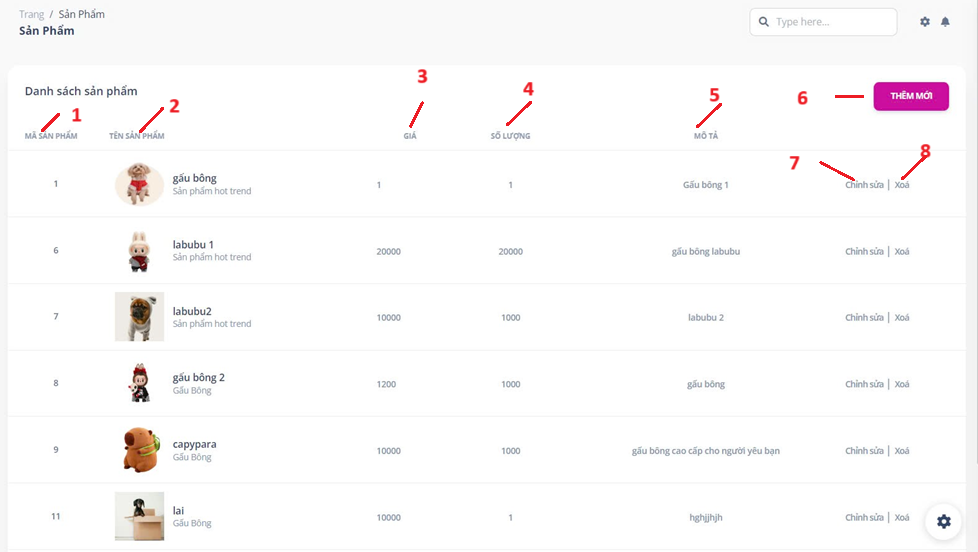 Trang / Sản Phẩm
Sản Phẩm
Type here...
Danh sách sản phẩm
THÊM MỚI
1 2 3 4 5 6 7 8
MÃ SẢN PHẨM TÊN SẢN PHẨM GIÁ SỐ LƯỢNG MÔ TẢ
1 gấu bông 1 1 Gấu bông 1 Chỉnh sửa | Xoá
Sản phẩm hot trend
6 labubu 1 20000 20000 gấu bông labubu Chỉnh sửa | Xoá
Sản phẩm hot trend
7 labubu2 10000 1000 labubu 2 Chỉnh sửa | Xoá
Sản phẩm hot trend
8 gấu bông 2 1200 1000 gấu bông Chỉnh sửa | Xoá
Gấu Bông
9 capypara 10000 1000 gấu bông cao cấp cho người yêu bạn Chỉnh sửa | Xoá
Gấu Bông
11 lai 10000 1 hghjjhjh Chỉnh sửa | Xoá
Gấu Bông